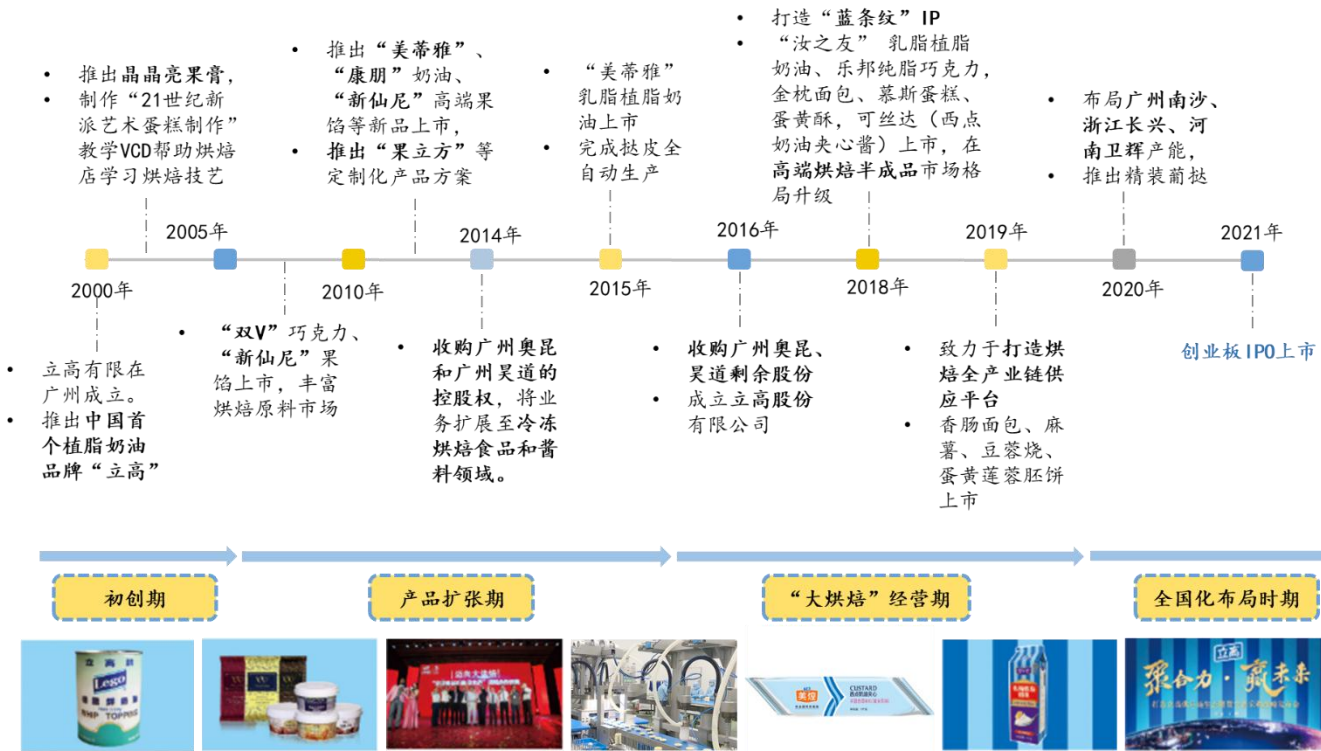 • 推出晶晶亮果膏，
• 制作“21世纪新
派艺术蛋糕制作”
教学VCD帮助烘焙
店学习烘焙技艺
• 推出“美蒂雅”、
“康朋”奶油、
“新仙尼”高端果
馅等新品上市，
• 推出“果立方”等
定制化产品方案
• “美蒂雅”
乳脂植脂奶
油上市
• 完成挞皮全
自动生产
• 打造“蓝条纹”IP
• “汝之友” 乳脂植脂
奶油、乐邦纯脂巧克力，
金枕面包、慕斯蛋糕、
蛋黄酥，可丝达（西点
奶油夹心酱）上市，在
高端烘焙半成品市场格
局升级
• 布局广州南沙、
浙江长兴、河
南卫辉产能，
• 推出精装葡挞
2000年
2005年
2010年
2014年
2015年
2016年
2018年
2019年
2020年
2021年
• 立高有限在
广州成立。
• 推出中国首
个植脂奶油
品牌“立高”
• “双V”巧克力、
“新仙尼”果
馅上市，丰富
烘焙原料市场
• 收购广州奥昆
和广州昊道的
控股权，将业
务扩展至冷冻
烘焙食品和酱
料领域。
• 收购广州奥昆、
昊道剩余股份
• 成立立高股份
有限公司
• 致力于打造烘
焙全产业链供
应平台
• 香肠面包、麻
薯、豆蓉烧、
蛋黄莲蓉胚饼
上市
创业板IPO上市
初创期
产品扩张期
“大烘焙”经营期
全国化布局时期
立高牌
Lego
WHIP TOPPING
迈向大烘焙
美煌
CUSTARD
立高
聚合力·赢未来